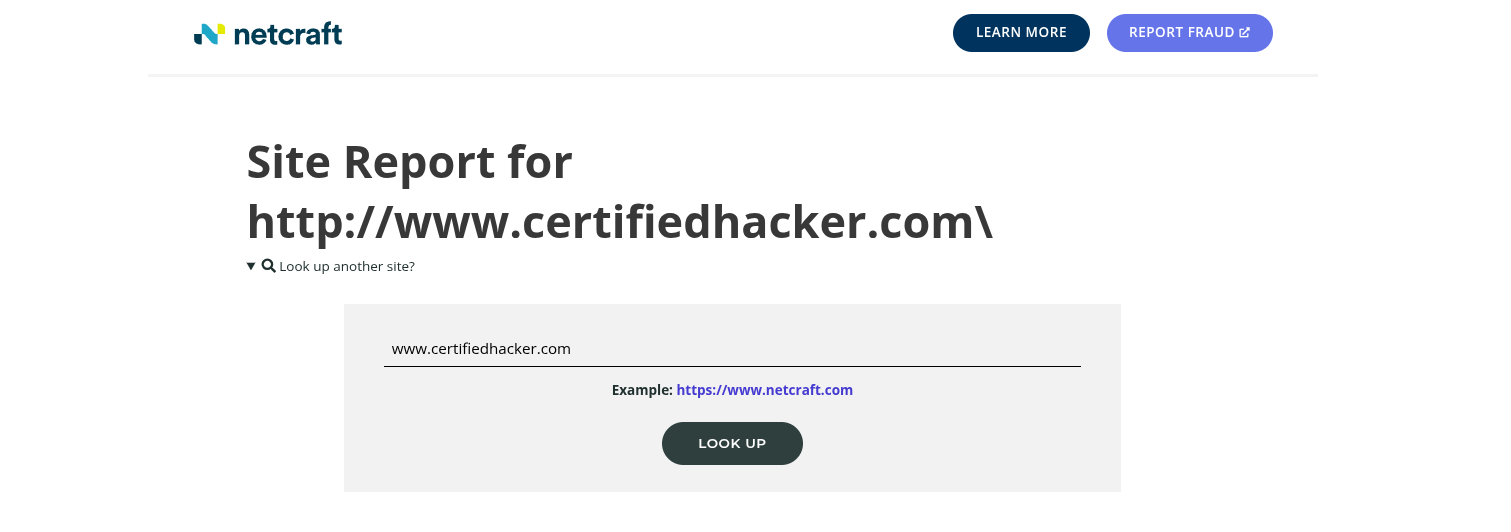 netcraft
LEARN MORE
REPORT FRAUD
Site Report for
http://www.certifiedhacker.com\
Look up another site?
www.certifiedhacker.com
Example: https://www.netcraft.com
LOOK UP